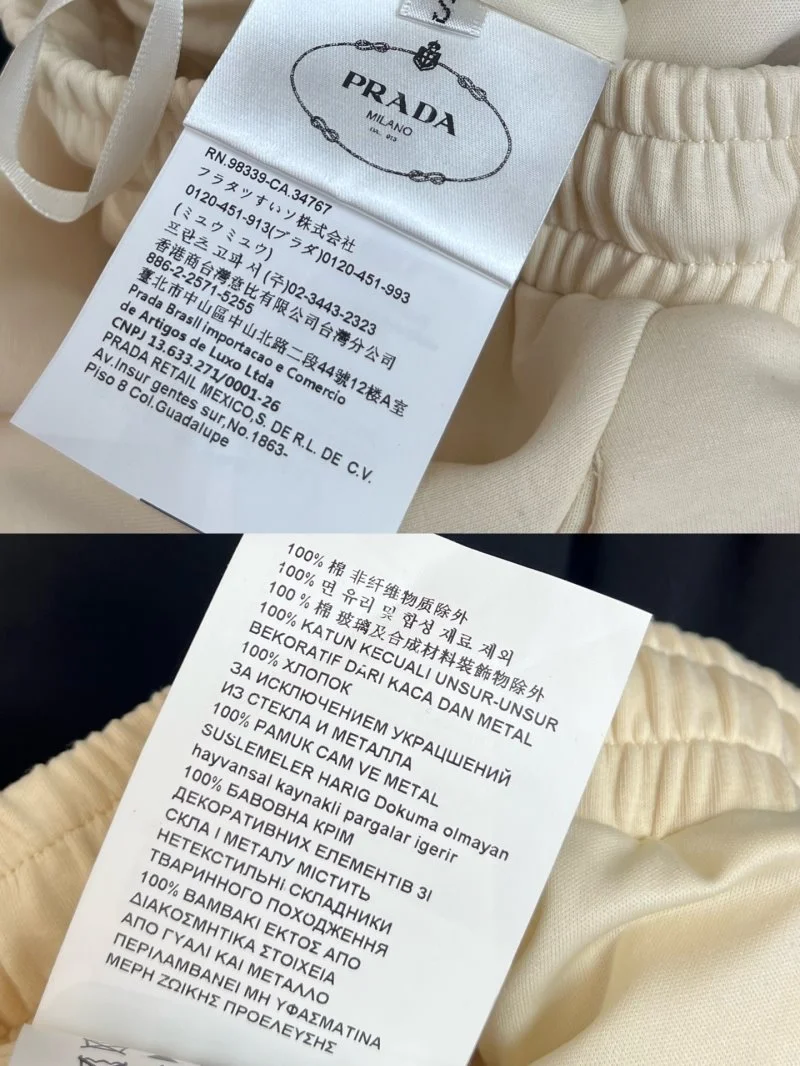 S
PRADA
MILANO
RN.98339-CA.34767
フラタツすいソ株式会社
0120-451-913(プラダ)0120-451-993
(ミユウミユウ)
프란즈 고파 서 (주)02-3443-2323
香港商台灣意比有限公司台灣分公司
886-2-2571-5255
臺北市中山區中山北路二段44號12楼A室
Prada Brasil importacao e Comercio
de Artigos de Luxo Ltda
CNPJ 13.633.271/0001-26
PRADA RETAIL MEXICO,S. DE R.L. DE C.V.
Av.Insur gentes sur,No.1863-
Piso 8 Col.Guadalupe
100% 棉 非纤维物质除外
100% 면 유리 및 합성 재료 제외
100 % 棉 玻璃及合成材料裝飾物除外
100% KATUN KECUALI UNSUR-UNSUR
BEKORATIF DARI KACA DAN METAL
100% ХЛОПОК
ЗА ИСКЛЮЧЕНИЕМ УКРАЦШЕНИЙ
ИЗ СТЕКЛА И МЕТАЛЛА
100% PAMUK CAM VE METAL
SUSLEMELER HARIG Dokuma olmayan
hayvansal kaynakli pargalar igerir
100% БАВОВНА КРІМ
ДЕКОРАТИВНИХ ЕЛЕМЕНТІВ ЗІ
СКЛА І МЕТАЛУ МІСТИТЬ
НЕТЕКСТИЛЬНІ СКЛАДНИКИ
ТВАРИННОГО ПОХОДЖЕННЯ
100% ΒΑΜΒΑΚΙ ΕΚΤΟΣ ΑΠΟ
ΔΙΑΚΟΣΜΗΤΙΚΑ ΣΤΟΙΧΕΙΑ
ΑΠΟ ΓΥΑΛΙ ΚΑΙ ΜΕΤΑΛΛΟ
ΠΕΡΙΛΑΜΒΑΝΕΙ ΜΗ ΥΦΑΣΜΑΤΙΝΑ
ΜΕΡΗ ΖΩΙΚΗΣ ΠΡΟΕΛΕΥΣΗΣ